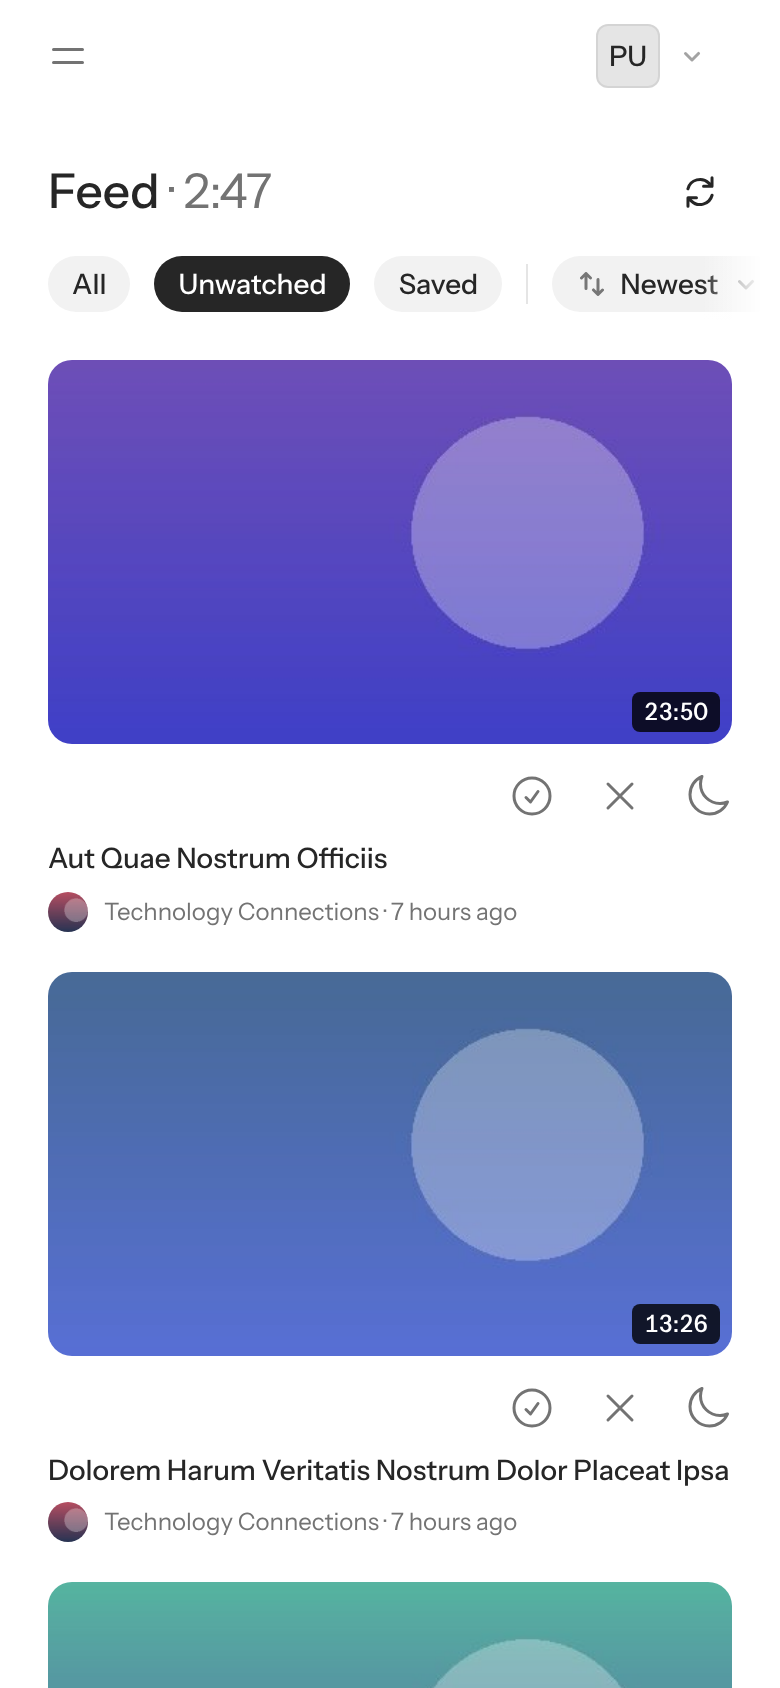 PU
Feed · 2:47
All
Unwatched
Saved
Newest
23:50
Aut Quae Nostrum Officiis
Technology Connections · 7 hours ago
13:26
Dolorem Harum Veritatis Nostrum Dolor Placeat Ipsa
Technology Connections · 7 hours ago